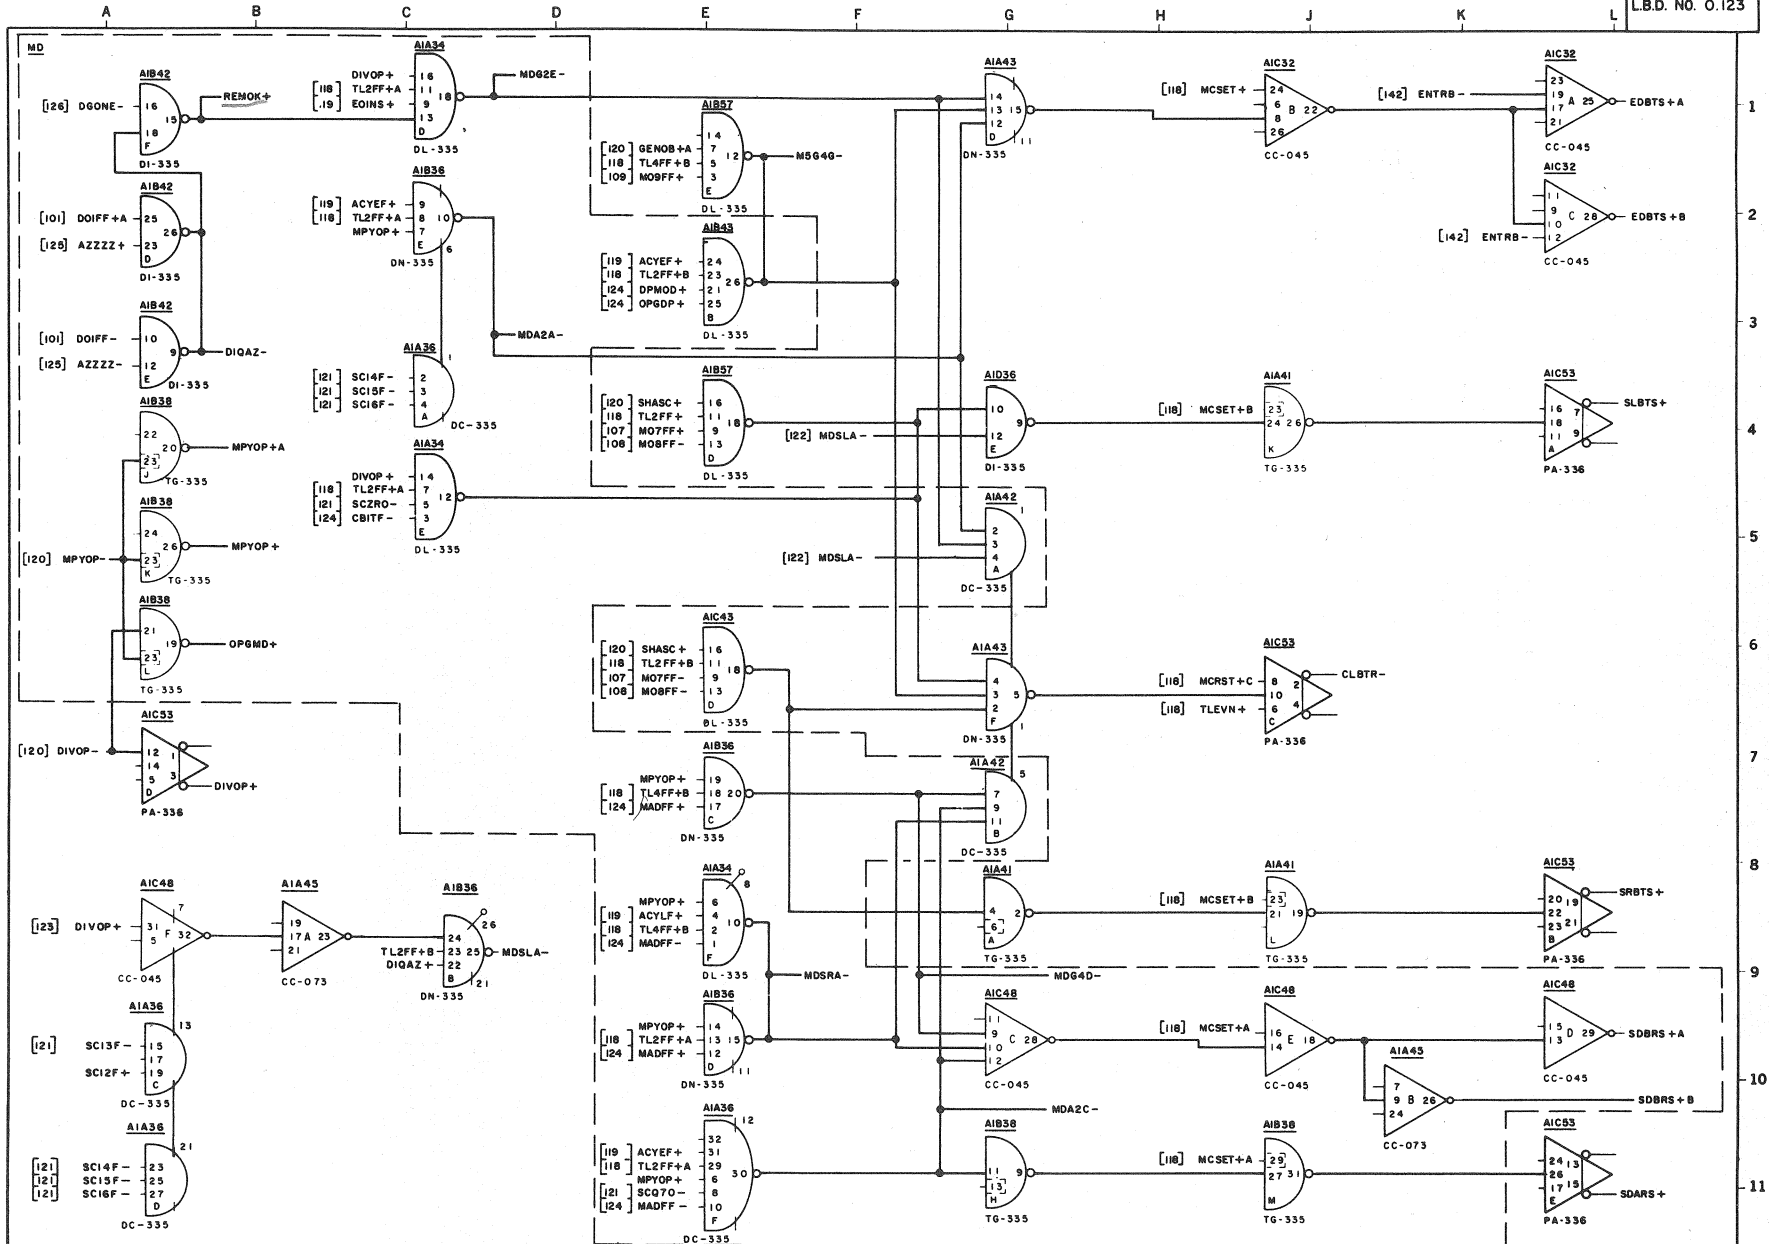 L.B.D. NO. 0.123
A B C D E F G H J K L
MD
A1B42
[126] DGONE- 16
18
F
15
DI-335
REMOK+
A1A34
DIVOP+ 16
[118] TL2FF+A 11
[119] EOINS+ 9
13
D
18
DL-335
MDG2E-
A1B57
14
[120] GENOB+A 7
[118] TL4FF+B 5
[109] M09FF+ 3
E
12
DL-335
M5G4G-
A1A43
14
13 15
12
D
11
DN-335
A1C32
[118] MCSET+ 24
6 B 22
8
26
CC-045
A1C32
23
[142] ENTRB- 19
17 A 25
21
CC-045
EDBTS+A
1
A1B42
[101] DO1FF+A 25
[125] AZZZZ+ 23
D
26
DI-335
A1B36
[119] ACYEF+ 9
[118] TL2FF+A 8
MPYOP+ 7
E
10
6
DN-335
A1B43
[119] ACYEF+ 24
[118] TL2FF+B 23
[124] DPMOD+ 21
[124] OPGDP+ 25
B
26
DL-335
A1C32
11
9 C 28
10
[142] ENTRB- 12
CC-045
EDBTS+B
2
A1B42
[101] DO1FF- 10
[125] AZZZZ- 12
E
9
DI-335
DIQAZ-
MDA2A-
3
A1A36
1
[121] SC14F- 2
[121] SC15F- 3
[121] SC16F- 4
A
DC-335
A1B38
22
20
23
J
TG-335
MPYOP+A
A1B57
[120] SHASC+ 16
[118] TL2FF+ 11
[107] M07FF+ 9
[108] M08FF- 13
D
18
DL-335
A1D36
10
[122] MDSLA- 12
E
9
DI-335
A1A41
[118] MCSET+B 23
24 26
K
TG-335
A1C53
16 7
18
11 9
A
PA-336
SLBTS+
4
A1A34
DIVOP+ 14
[118] TL2FF+A 7
[121] SCZRO- 5
[124] CBITF- 3
E
12
DL-335
A1B38
24
26
23
K
TG-335
[120] MPYOP-
MPYOP+
A1A42
1
2
3
[122] MDSLA- 4
A
DC-335
5
A1B38
21
19
23
L
TG-335
OPGMD+
A1C43
[120] SHASC+ 16
[118] TL2FF+B 11
[107] M07FF- 9
[108] M08FF- 13
D
18
DL-335
A1A43
4
3 5
2
F
1
DN-335
A1C53
[118] MCRST+C 8 2
10
[118] TLEVN+ 6 4
C
PA-336
CLBTR-
6
A1C53
[120] DIVOP- 12
14 1
5 3
D
PA-336
DIVOP+
A1B36
MPYOP+ 19
[118] TL4FF+B 18 20
[124] MADFF+ 17
C
DN-335
A1A42
5
7
9
11
B
DC-335
7
A1C48
7
[123] DIVOP+ 31
5 F 32
CC-045
A1A45
19
17 A 23
21
CC-073
A1B36
26
24
TL2FF+B 23 25
DIQAZ+ 22
B
21
DN-335
MDSLA-
A1A34
8
MPYOP+ 6
[119] ACYLF+ 4
[118] TL4FF+B 2
[124] MADFF- 1
F
10
DL-335
MDSRA-
A1A41
4
2
6
A
TG-335
A1A41
[118] MCSET+B 23
21 19
L
TG-335
A1C53
20 19
22
23 21
B
PA-336
SRBTS+
8
MDG4D-
9
A1A36
13
[121] SC13F- 15
17
SC12F+ 19
C
DC-335
A1B36
MPYOP+ 14
[118] TL2FF+A 13 15
[124] MADFF+ 12
D
11
DN-335
A1C48
11
9 C 28
10
12
CC-045
A1C48
[118] MCSET+A 16
14 E 18
CC-045
A1C48
15
13 D 29
CC-045
SDBRS+A
A1A45
7
9 B 26
24
CC-073
SDBRS+B
10
MDA2C-
A1A36
21
[121] SC14F- 23
[121] SC15F- 25
[121] SC16F- 27
D
DC-335
A1A36
12
32
[119] ACYEF+ 31
[118] TL2FF+A 29
MPYOP+ 6
[121] SCQ70- 8
[124] MADFF- 10
F
30
DC-335
A1B38
11
9
13
H
TG-335
A1B38
[118] MCSET+A 29
27 31
M
TG-335
A1C53
24 13
26
17 15
E
PA-336
SDARS+
11